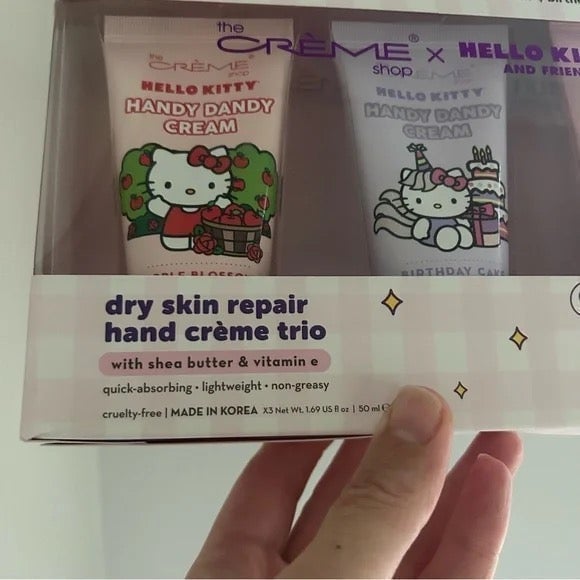 the
CRÈME®
shop
× HELLO KI
AND FRIEN
the
CRÈME
shop
HELLO KITTY
HANDY DANDY
CREAM
EME
HELLO KITTY
HANDY DANDY
CREAM
BIRTHDAY CAK
dry skin repair
hand crème trio
with shea butter & vitamin e
quick-absorbing • lightweight • non-greasy
cruelty-free | MADE IN KOREA X3 Net Wt. 1.69 US fl oz | 50 ml